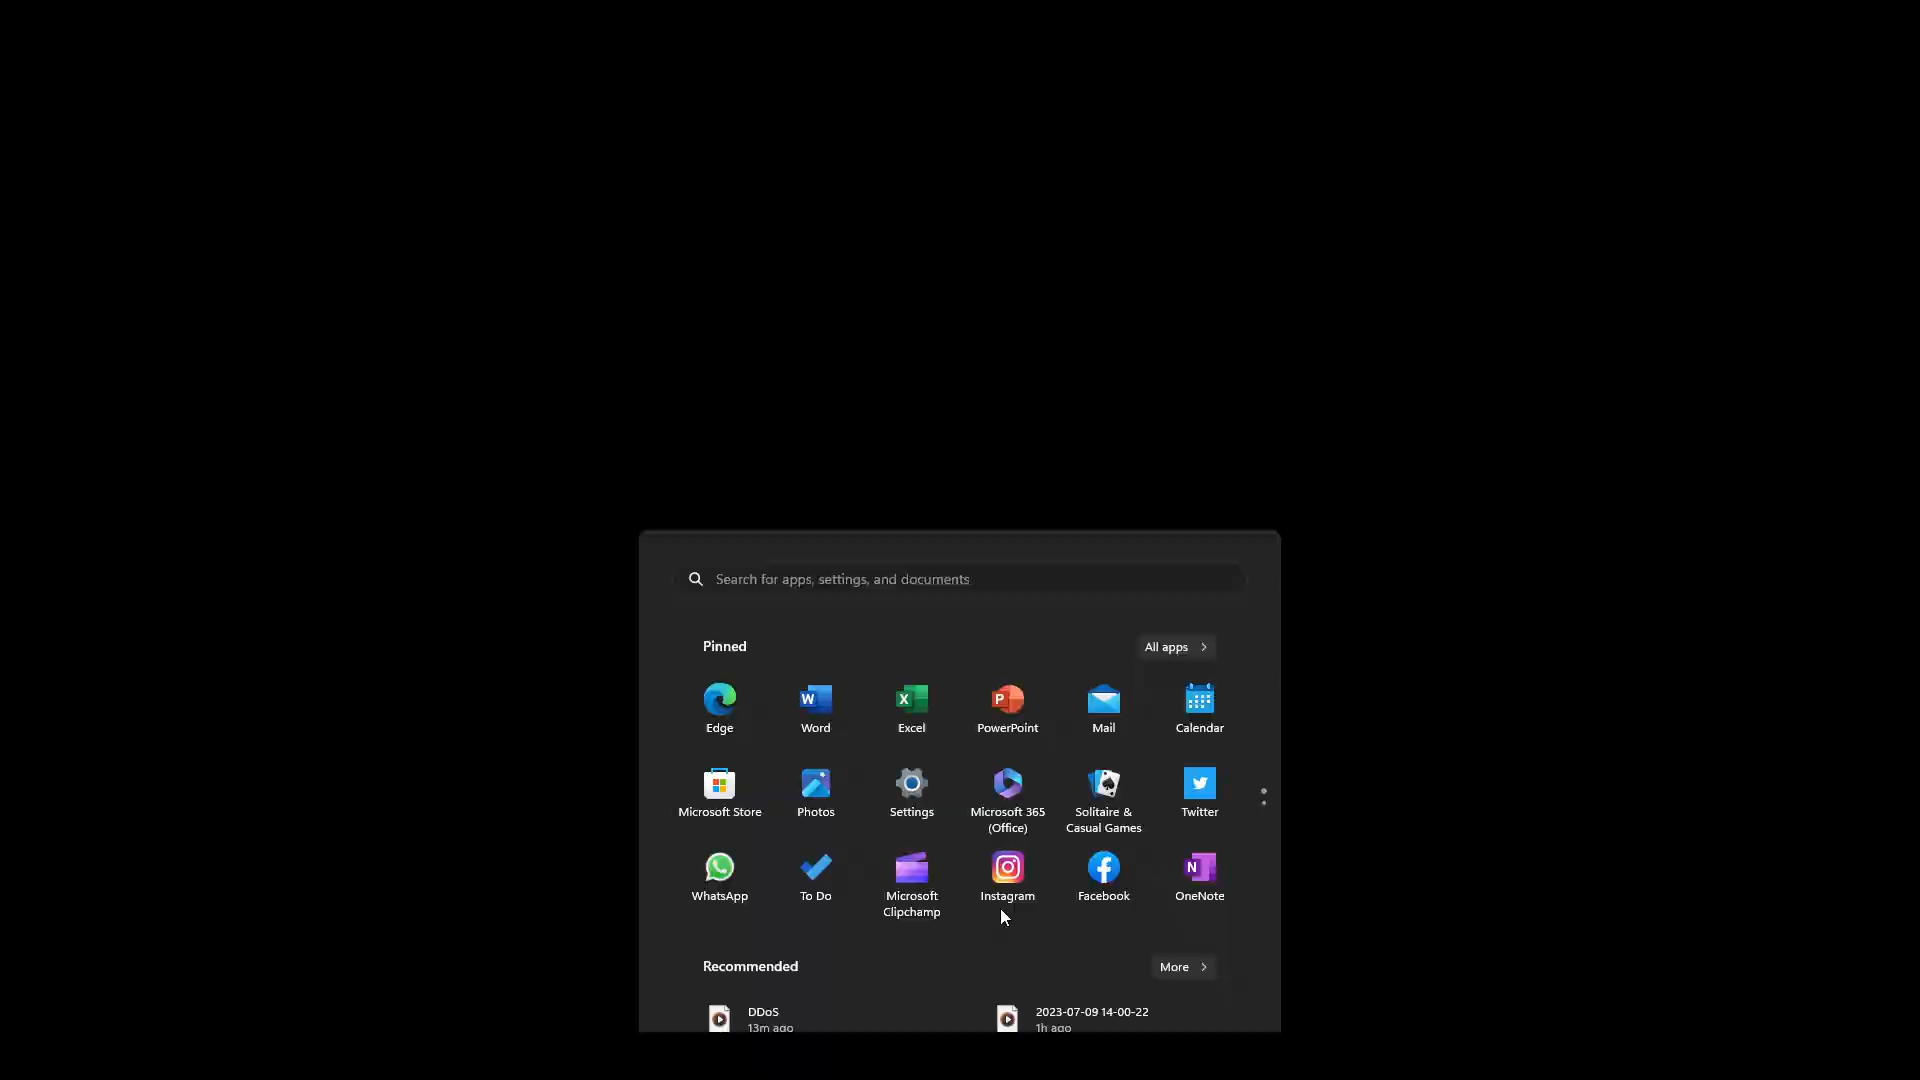 Search for apps, settings, and documents
Pinned
All apps
Edge
Word
Excel
PowerPoint
Mail
Calendar
Microsoft Store
Photos
Settings
Microsoft 365
(Office)
Solitaire &
Casual Games
Twitter
WhatsApp
To Do
Microsoft
Clipchamp
Instagram
Facebook
OneNote
Recommended
More
DDoS
13m ago
2023-07-09 14-00-22
1h ago